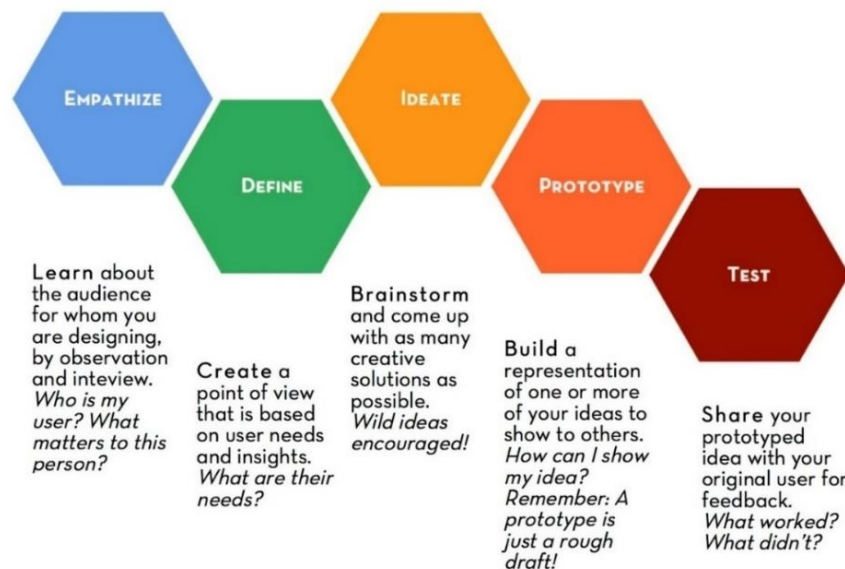 EMPATHIZE
DEFINE
IDEATE
PROTOTYPE
TEST
Learn about
the audience
for whom you
are designing,
by observation
and inteview.
Who is my
user? What
matters to this
person?
Create a
point of view
that is based
on user needs
and insights.
What are their
needs?
Brainstorm
and come up
with as many
creative
solutions as
possible.
Wild ideas
encouraged!
Build a
representation
of one or more
of your ideas to
show to others.
How can I show
my idea?
Remember: A
prototype is
just a rough
draft!
Share your
prototyped
idea with your
original user for
feedback.
What worked?
What didn't?